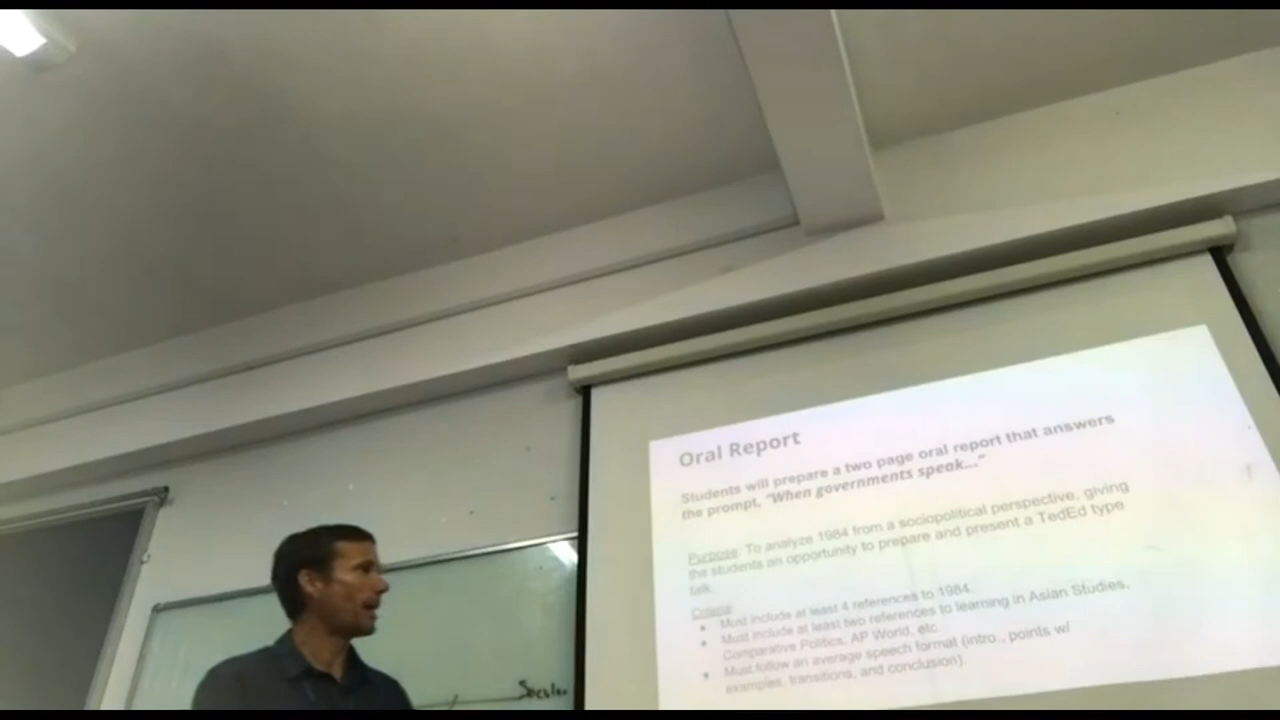 Oral Report
Students will prepare a two page oral report that answers
the prompt, "When governments speak..."
Purpose: To analyze 1984 from a sociopolitical perspective, giving
the students an opportunity to prepare and present a TedEd type
talk.
Criteria:
• Must include at least 4 references to 1984.
• Must include at least two references to learning in Asian Studies,
Comparative Politics, AP World, etc.
• Must follow an average speech format (intro., points w/
examples, transitions, and conclusion).